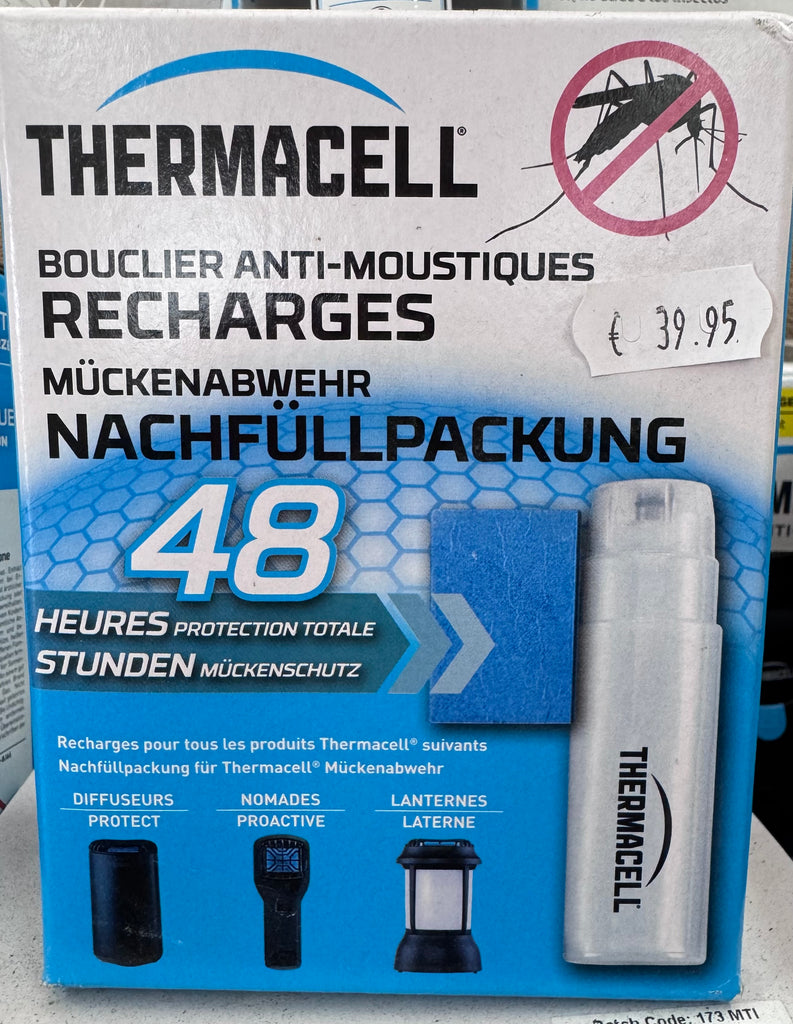 THERMACELL®
BOUCLIER ANTI-MOUSTIQUES
RECHARGES
€ 39.95
MÜCKENABWEHR
NACHFÜLLPACKUNG
48
HEURES PROTECTION TOTALE
STUNDEN MÜCKENSCHUTZ
Recharges pour tous les produits Thermacell® suivants
Nachfüllpackung für Thermacell® Mückenabwehr
DIFFUSEURS
PROTECT
NOMADES
PROACTIVE
LANTERNES
LATERNE
THERMACELL
Batch Code: 173 MTI